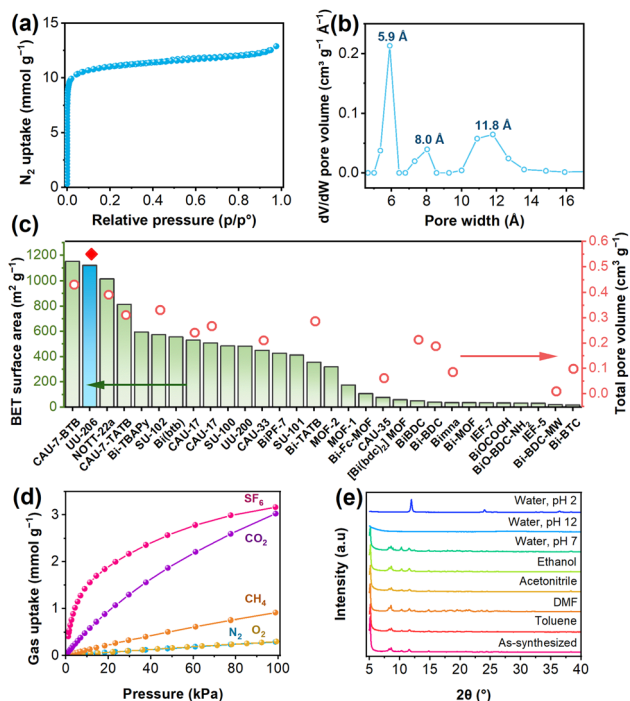 (a)
N₂ uptake (mmol g⁻¹)
15
10
5
0
0.0 0.2 0.4 0.6 0.8 1.0
Relative pressure (p/p°)
(b)
dV/dW pore volume (cm³ g⁻¹ Å⁻¹)
0.2
0.1
0.0
5.9 Å
8.0 Å
11.8 Å
6 8 10 12 14 16
Pore width (Å)
(c)
BET surface area (m² g⁻¹)
1200
1000
800
600
400
200
0
Total pore volume (cm³ g⁻¹)
0.6
0.5
0.4
0.3
0.2
0.1
0.0
CAU-7-BTB
UU-206
NOTT-22a
CAU-7-TATB
Bi-TBAPy
SU-102
Bi(btb)
CAU-17
CAU-17
SU-100
UU-200
CAU-33
BiPF-7
SU-101
Bi-TATB
MOF-2
MOF-1
Bi-Fc-MOF
CAU-35
[Bi(bdc)₂] MOF
BiBDC
Bi-BDC
Bimna
Bi-MOF
IEF-7
BiOCOOH
BiO-BDC-NH₂
IEF-5
Bi-BDC-MW
Bi-BTC
(d)
Gas uptake (mmol g⁻¹)
3
2
1
0
SF₆
CO₂
CH₄
N₂
O₂
0 20 40 60 80 100
Pressure (kPa)
(e)
Intensity (a.u)
Water, pH 2
Water, pH 12
Water, pH 7
Ethanol
Acetonitrile
DMF
Toluene
As-synthesized
5 10 15 20 25 30 35 40
2θ (°)